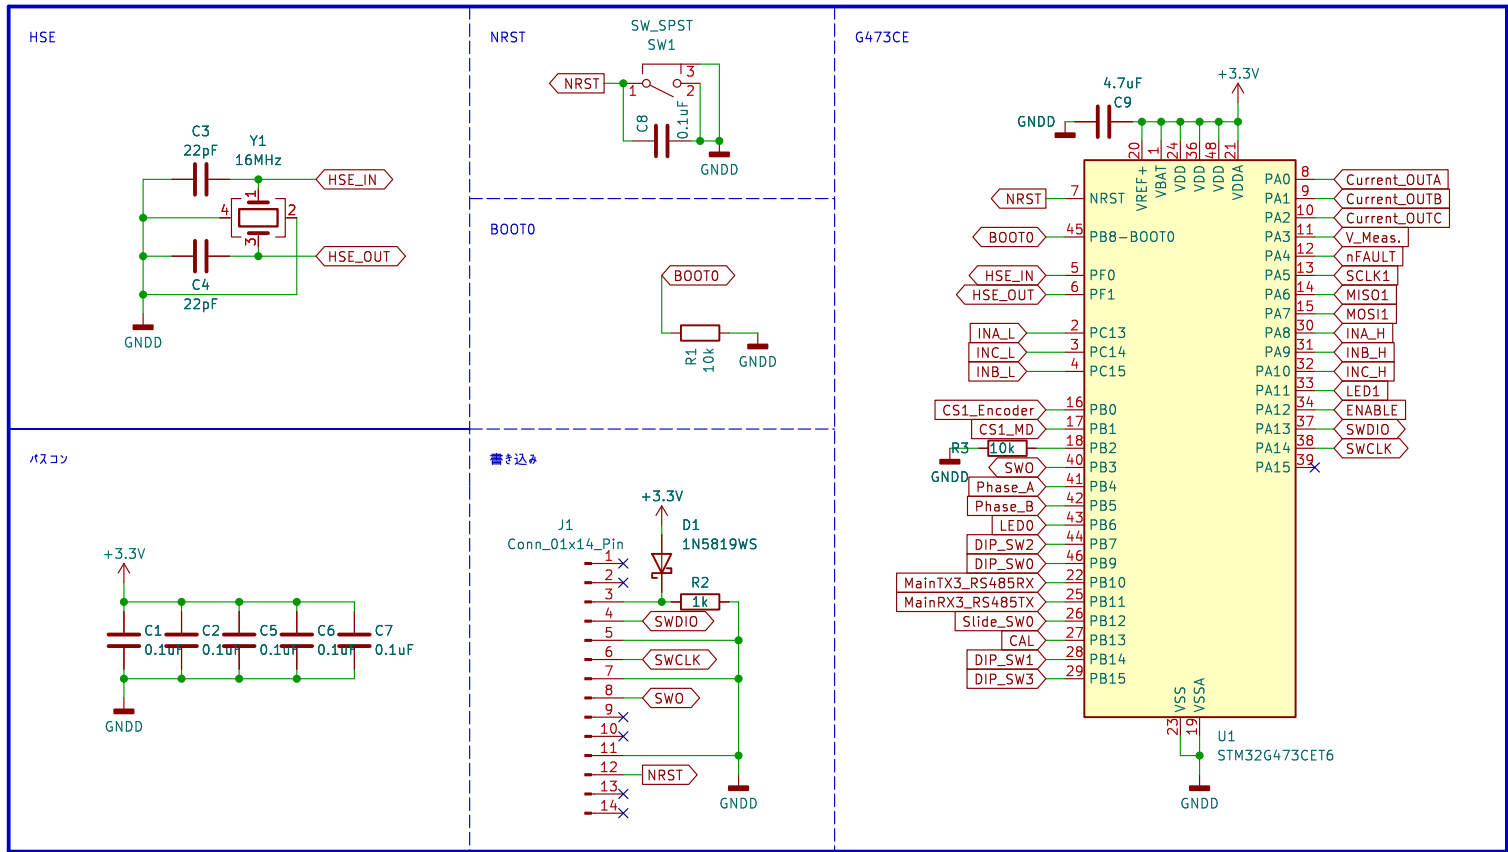 HSE
C3
22pF
Y1
16MHz
HSE_IN
1
4
2
3
HSE_OUT
C4
22pF
GNDD
NRST
SW_SPST
SW1
NRST
3
1
2
C8
0.1uF
GNDD
BOOT0
BOOT0
R1
10k
GNDD
パスコン
+3.3V
C1
0.1uF
C2
0.1uF
C5
0.1uF
C6
0.1uF
C7
0.1uF
GNDD
書き込み
+3.3V
J1
Conn_01x14_Pin
D1
1N5819WS
R2
1k
1
2
3
4 SWDIO
5
6 SWCLK
7
8 SWO
9
10
11
12 NRST
13
14
GNDD
G473CE
4.7uF
C9
+3.3V
GNDD
20 1 24 36 48 21
VREF+ VBAT VDD VDD VDD VDDA
NRST 7 NRST
BOOT0 45 PB8-BOOT0
HSE_IN 5 PF0
HSE_OUT 6 PF1
INA_L 2 PC13
INC_L 3 PC14
INB_L 4 PC15
CS1_Encoder 16 PB0
CS1_MD 17 PB1
R3 10k 18 PB2
GNDD
SWO 40 PB3
Phase_A 41 PB4
Phase_B 42 PB5
LED0 43 PB6
DIP_SW2 44 PB7
DIP_SW0 46 PB9
MainTX3_RS485RX 22 PB10
MainRX3_RS485TX 25 PB11
Slide_SW0 26 PB12
CAL 27 PB13
DIP_SW1 28 PB14
DIP_SW3 29 PB15
PA0 8 Current_OUTA
PA1 9 Current_OUTB
PA2 10 Current_OUTC
PA3 11 V_Meas.
PA4 12 nFAULT
PA5 13 SCLK1
PA6 14 MISO1
PA7 15 MOSI1
PA8 30 INA_H
PA9 31 INB_H
PA10 32 INC_H
PA11 33 LED1
PA12 34 ENABLE
PA13 37 SWDIO
PA14 38 SWCLK
PA15 39
VSS VSSA
23 19
U1
STM32G473CET6
GNDD